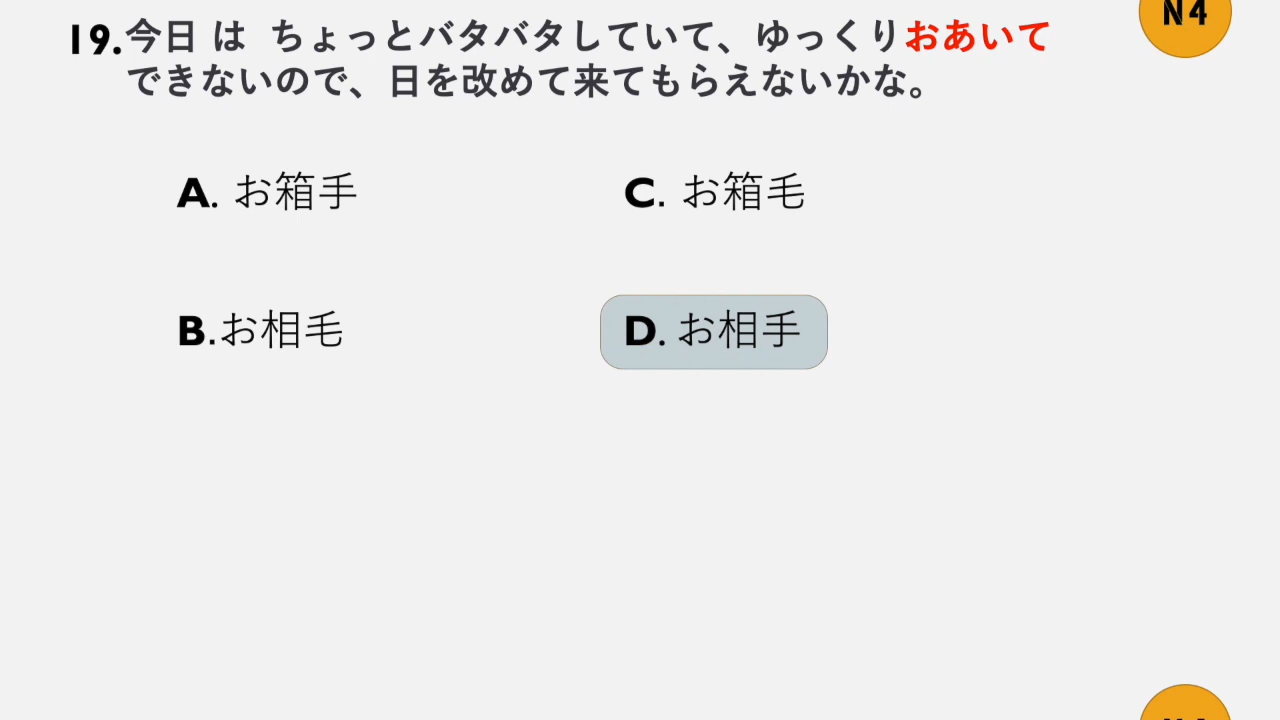 N4
19.今日 は ちょっとバタバタしていて、ゆっくりおあいて
できないので、日を改めて来てもらえないかな。
A. お箱手
C. お箱毛
B.お相毛
D. お相手